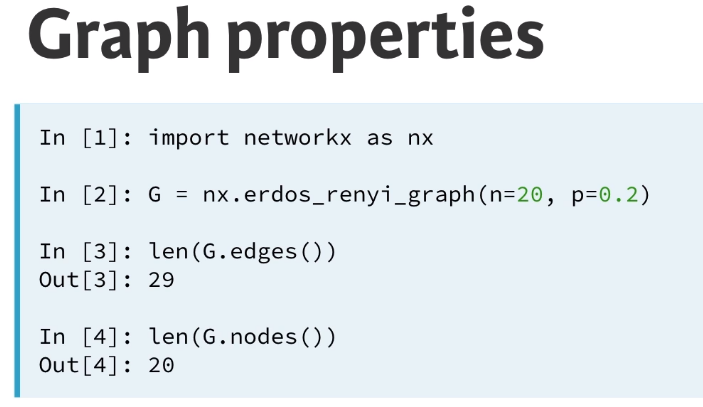 Graph properties
In [1]: import networkx as nx
In [2]: G = nx.erdos_renyi_graph(n=20, p=0.2)
In [3]: len(G.edges())
Out[3]: 29
In [4]: len(G.nodes())
Out[4]: 20